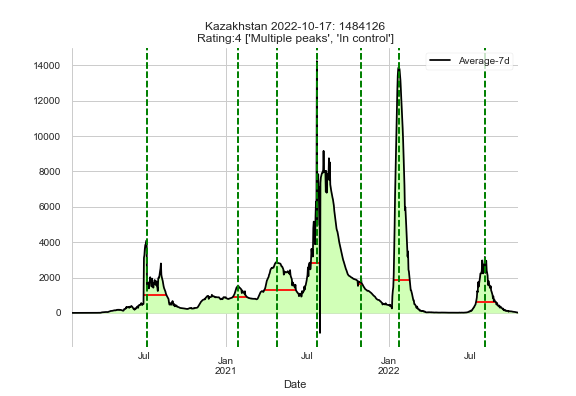 Kazakhstan 2022-10-17: 1484126
Rating:4 ['Multiple peaks', 'In control']
Average-7d
14000
12000
10000
8000
6000
4000
2000
0
Jul
Jan
2021
Jul
Jan
2022
Jul
Date